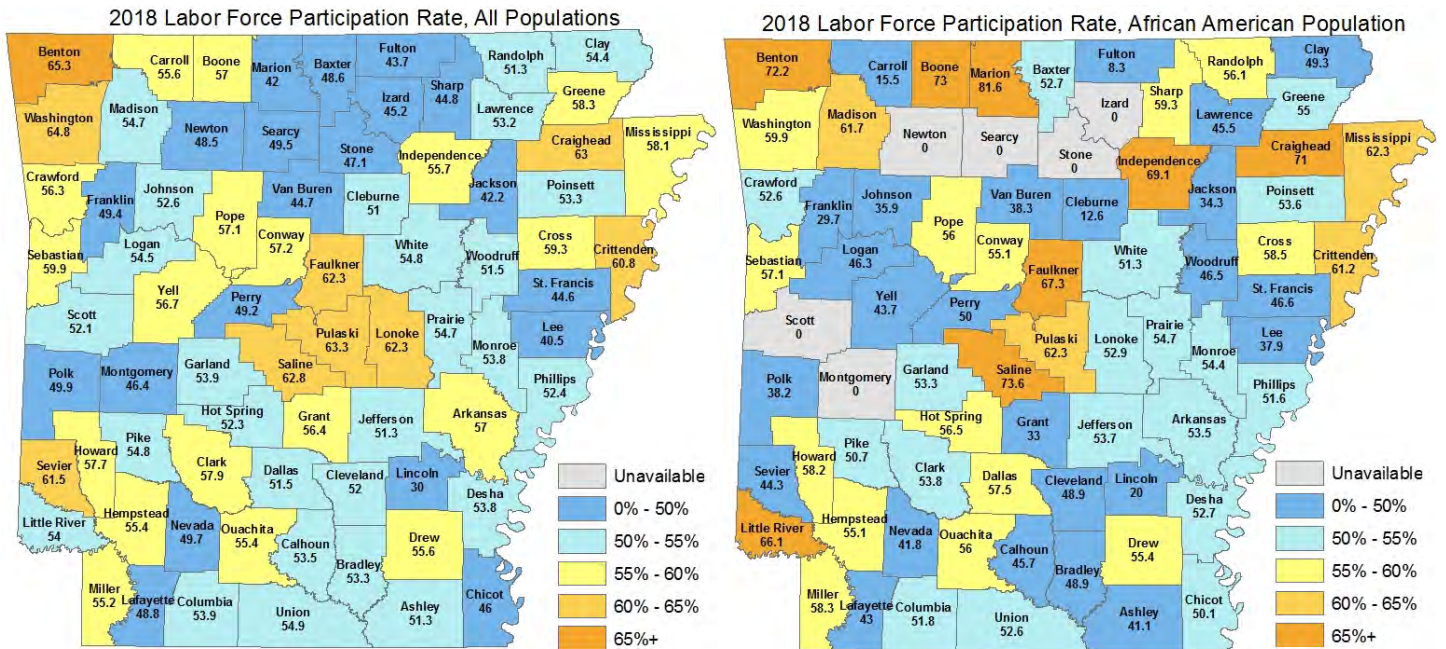 2018 Labor Force Participation Rate, All Populations
Benton
65.3
Carroll
55.6
Boone
57
Marion
42
Baxter
48.6
Fulton
43.7
Randolph
51.3
Clay
54.4
Washington
64.8
Madison
54.7
Newton
48.5
Searcy
49.5
Stone
47.1
Izard
45.2
Sharp
44.8
Lawrence
53.2
Greene
58.3
Independence
55.7
Craighead
63
Mississippi
58.1
Crawford
56.3
Franklin
49.4
Johnson
52.6
Pope
57.1
Van Buren
44.7
Cleburne
51
Jackson
42.2
Poinsett
53.3
Sebastian
59.9
Logan
54.5
Conway
57.2
Faulkner
62.3
White
54.8
Woodruff
51.5
Cross
59.3
Crittenden
60.8
Scott
52.1
Yell
56.7
Perry
49.2
Pulaski
63.3
Lonoke
62.3
Prairie
54.7
St. Francis
44.6
Lee
40.5
Monroe
53.8
Polk
49.9
Montgomery
46.4
Garland
53.9
Saline
62.8
Phillips
52.4
Hot Spring
52.3
Grant
56.4
Jefferson
51.3
Arkansas
57
Sevier
61.5
Howard
57.7
Pike
54.8
Clark
57.9
Dallas
51.5
Cleveland
52
Lincoln
30
Desha
53.8
Little River
54
Hempstead
55.4
Nevada
49.7
Ouachita
55.4
Calhoun
53.5
Bradley
53.3
Drew
55.6
Miller
55.2
Lafayette
48.8
Columbia
53.9
Union
54.9
Ashley
51.3
Chicot
46
Unavailable
0% - 50%
50% - 55%
55% - 60%
60% - 65%
65%+
2018 Labor Force Participation Rate, African American Population
Benton
72.2
Carroll
15.5
Boone
73
Marion
81.6
Baxter
52.7
Fulton
8.3
Randolph
56.1
Clay
49.3
Washington
59.9
Madison
61.7
Newton
0
Searcy
0
Stone
0
Izard
0
Sharp
59.3
Lawrence
45.5
Greene
55
Independence
69.1
Craighead
71
Mississippi
62.3
Crawford
52.6
Franklin
29.7
Johnson
35.9
Pope
56
Van Buren
38.3
Cleburne
12.6
Jackson
34.3
Poinsett
53.6
Sebastian
57.1
Logan
46.3
Conway
55.1
Faulkner
67.3
White
51.3
Woodruff
46.5
Cross
58.5
Crittenden
61.2
Scott
0
Yell
43.7
Perry
50
Pulaski
62.3
Lonoke
52.9
Prairie
54.7
St. Francis
46.6
Lee
37.9
Monroe
54.4
Polk
38.2
Montgomery
0
Garland
53.3
Saline
73.6
Phillips
51.6
Hot Spring
56.5
Grant
33
Jefferson
53.7
Arkansas
53.5
Sevier
44.3
Howard
58.2
Pike
50.7
Clark
53.8
Dallas
57.5
Cleveland
48.9
Lincoln
20
Desha
52.7
Little River
66.1
Hempstead
55.1
Nevada
41.8
Ouachita
56
Calhoun
45.7
Bradley
48.9
Drew
55.4
Miller
58.3
Lafayette
43
Columbia
51.8
Union
52.6
Ashley
41.1
Chicot
50.1
Unavailable
0% - 50%
50% - 55%
55% - 60%
60% - 65%
65%+